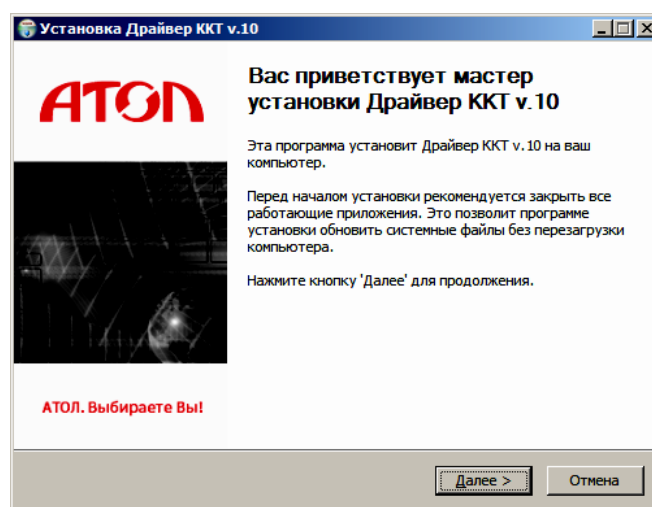 Установка Драйвер ККТ v.10
АТОЛ
Вас приветствует мастер
установки Драйвер ККТ v.10
Эта программа установит Драйвер ККТ v.10 на ваш
компьютер.
Перед началом установки рекомендуется закрыть все
работающие приложения. Это позволит программе
установки обновить системные файлы без перезагрузки
компьютера.
Нажмите кнопку 'Далее' для продолжения.
АТОЛ. Выбираете Вы!
Далее >
Отмена